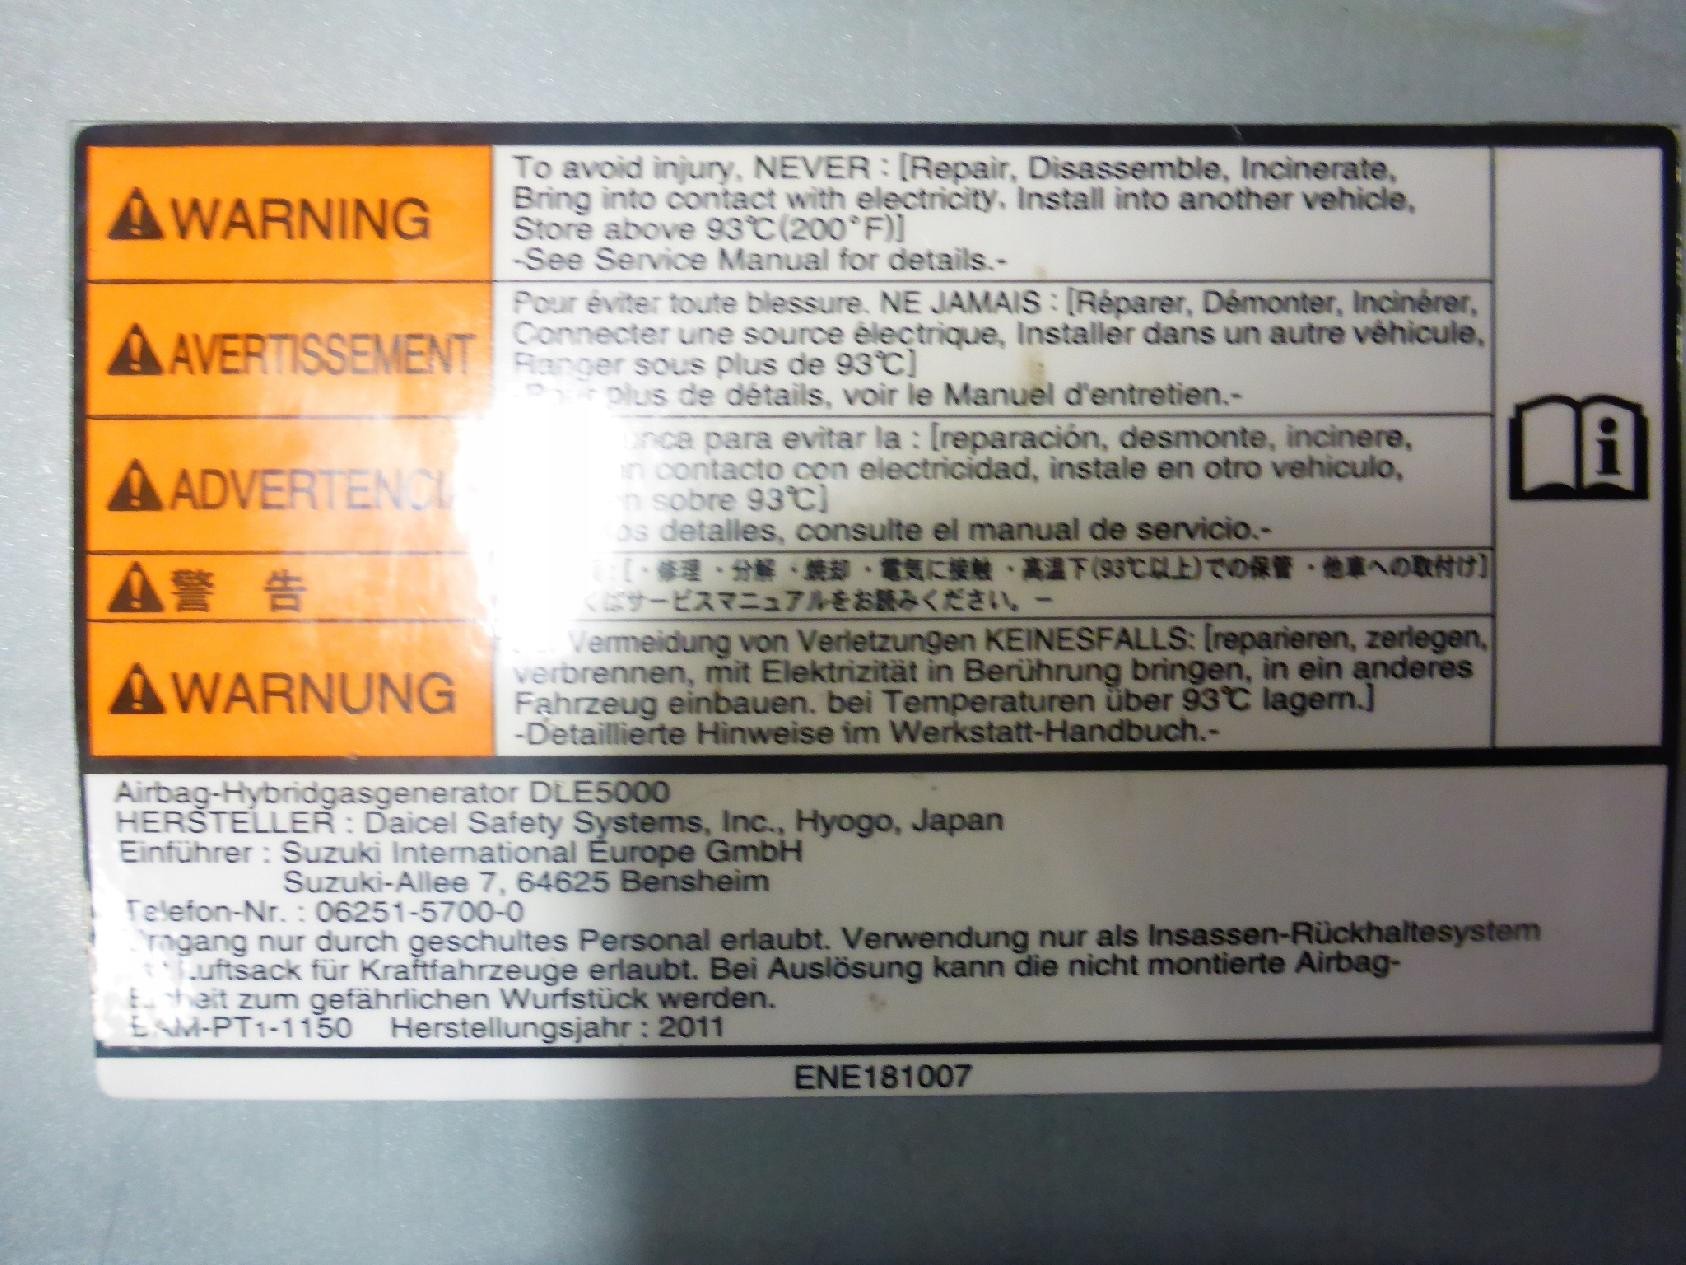 WARNING
To avoid injury, NEVER : [Repair, Disassemble, Incinerate,
Bring into contact with electricity, Install into another vehicle,
Store above 93℃(200°F)]
-See Service Manual for details.-
AVERTISSEMENT
Pour éviter toute blessure. NE JAMAIS : [Réparer, Démonter, Incinérer,
Connecter une source électrique, Installer dans un autre véhicule,
Ranger sous plus de 93℃]
-Pour plus de détails, voir le Manuel d'entretien.-
ADVERTENCIA
para evitar la : [reparación, desmonte, incinere,
contacto con electricidad, instale en otro vehiculo,
sobre 93℃]
detalles, consulte el manual de servicio.-
警 告
[・修理 ・分解 ・焼却 ・電気に接触 ・高温下(93℃以上)での保管 ・他車への取付け]
サービスマニュアルをお読みください。 −
WARNUNG
Vermeidung von Verletzungen KEINESFALLS: [reparieren, zerlegen,
verbrennen, mit Elektrizität in Berührung bringen, in ein anderes
Fahrzeug einbauen. bei Temperaturen über 93℃ lagern.]
-Detaillierte Hinweise im Werkstatt-Handbuch.-
i
Airbag-Hybridgasgenerator DLE5000
HERSTELLER : Daicel Safety Systems, Inc., Hyogo, Japan
Einführer : Suzuki International Europe GmbH
Suzuki-Allee 7, 64625 Bensheim
Telefon-Nr. : 06251-5700-0
Umgang nur durch geschultes Personal erlaubt. Verwendung nur als Insassen-Rückhaltesystem
Luftsack für Kraftfahrzeuge erlaubt. Bei Auslösung kann die nicht montierte Airbag-
Einheit zum gefährlichen Wurfstück werden.
BAM-PT1-1150 Herstellungsjahr : 2011
ENE181007